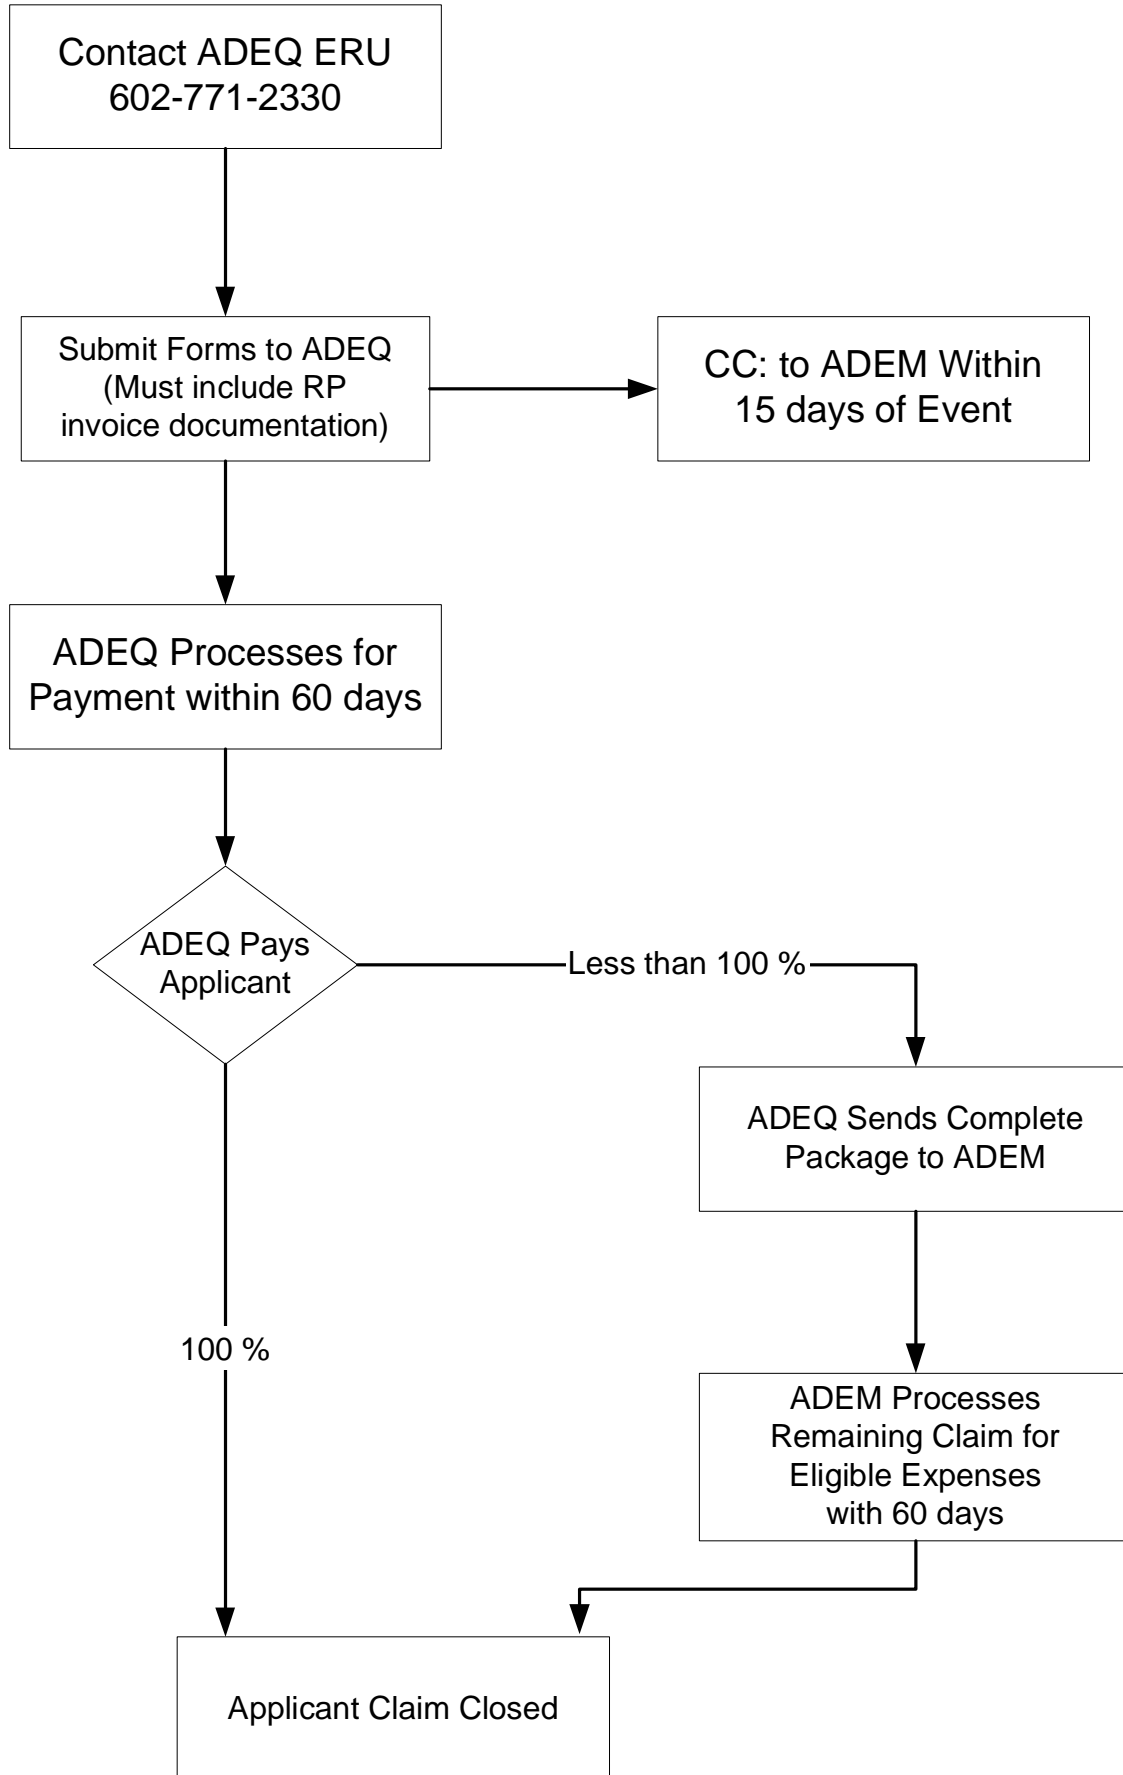 Contact ADEQ ERU
602-771-2330
Submit Forms to ADEQ
(Must include RP
invoice documentation)
CC: to ADEM Within
15 days of Event
ADEQ Processes for
Payment within 60 days
ADEQ Pays
Applicant
Less than 100 %
ADEQ Sends Complete
Package to ADEM
100 %
ADEM Processes
Remaining Claim for
Eligible Expenses
with 60 days
Applicant Claim Closed